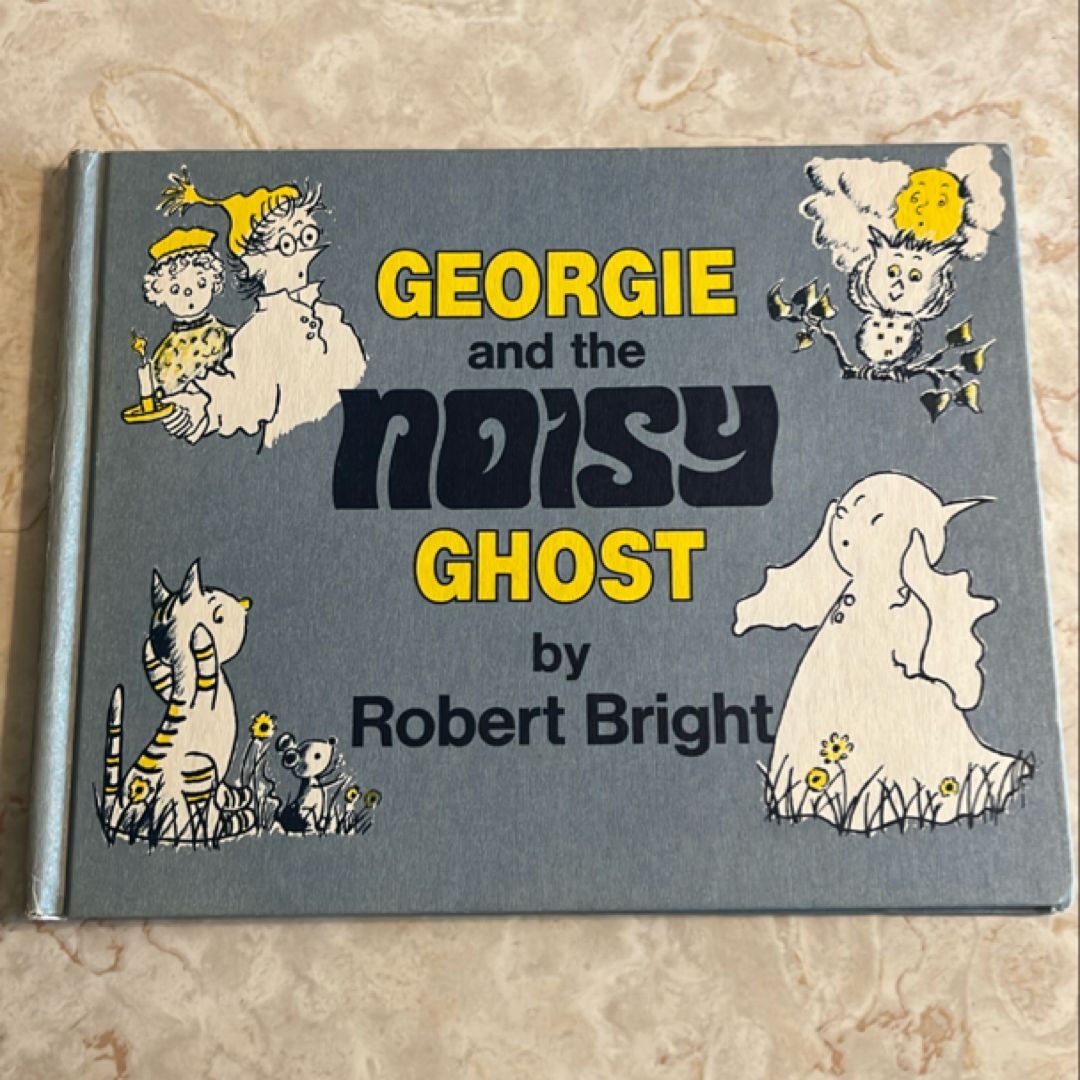 GEORGIE
and the
NOISY
GHOST
by
Robert Bright